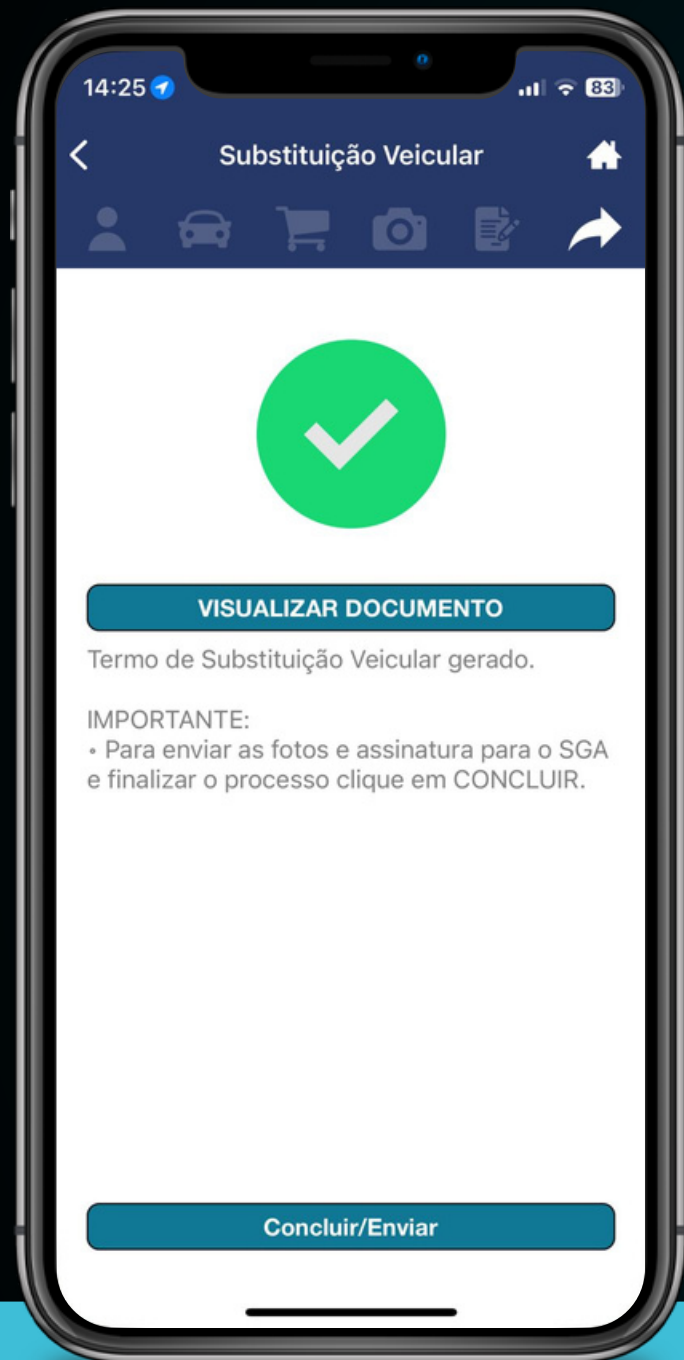 14:25
83
Substituição Veicular
VISUALIZAR DOCUMENTO
Termo de Substituição Veicular gerado.
IMPORTANTE:
• Para enviar as fotos e assinatura para o SGA
e finalizar o processo clique em CONCLUIR.
Concluir/Enviar